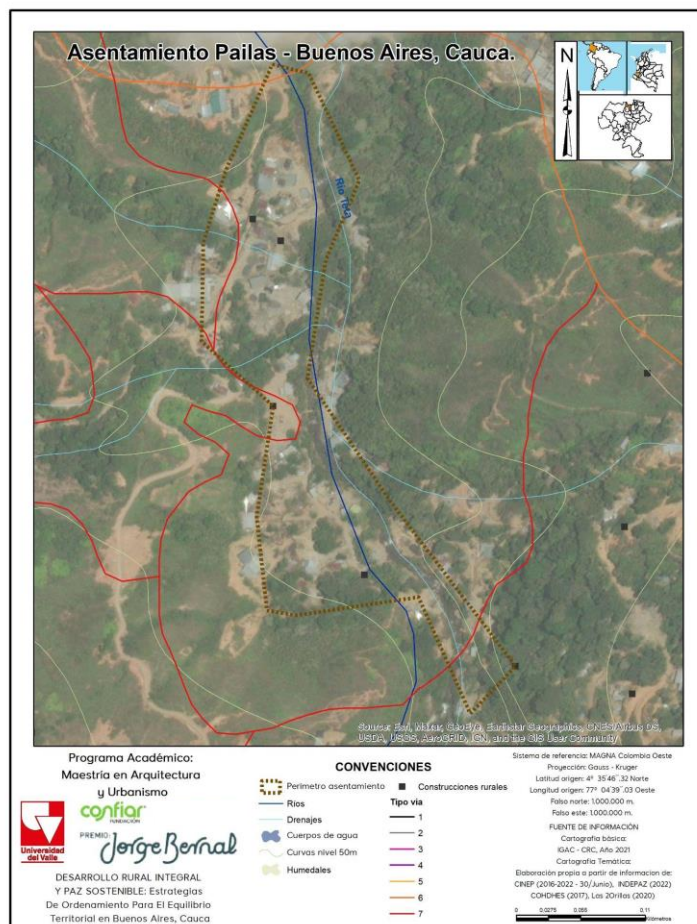 Asentamiento Pailas - Buenos Aires, Cauca.
N
Río Teta
Source: Esri, Maxar, GeoEye, Earthstar Geographics, CNES/Airbus DS,
USDA, USGS, AeroGRID, IGN, and the GIS User Community
Programa Académico:
Maestría en Arquitectura
y Urbanismo
Universidad
del Valle
confiar
FUNDACIÓN
PREMIO:
Jorge Bernal
DESARROLLO RURAL INTEGRAL
Y PAZ SOSTENIBLE: Estrategias
De Ordenamiento Para El Equilibrio
Territorial en Buenos Aires, Cauca
CONVENCIONES
Perimetro asentamiento
Ríos
Drenajes
Cuerpos de agua
Curvas nivel 50m
Humedales
Construcciones rurales
Tipo via
1
2
3
4
5
6
7
Sistema de referencia: MAGNA Colombia Oeste
Proyección: Gauss - Kruger
Latitud origen: 4° 35'46¨.32 Norte
Longitud origen: 77° 04'39¨.03 Oeste
Falso norte: 1.000.000 m.
Falso este: 1.000.000 m.
FUENTE DE INFORMACIÓN
Cartografía básica:
IGAC - CRC, Año 2021
Cartografía Temática:
Elaboración propia a partir de informacion de:
CINEP (2016-2022 - 30/Junio), INDEPAZ (2022)
COHDHES (2017), Las 2Orillas (2020)
0 0,0275 0,055 0,11
Kilómetros